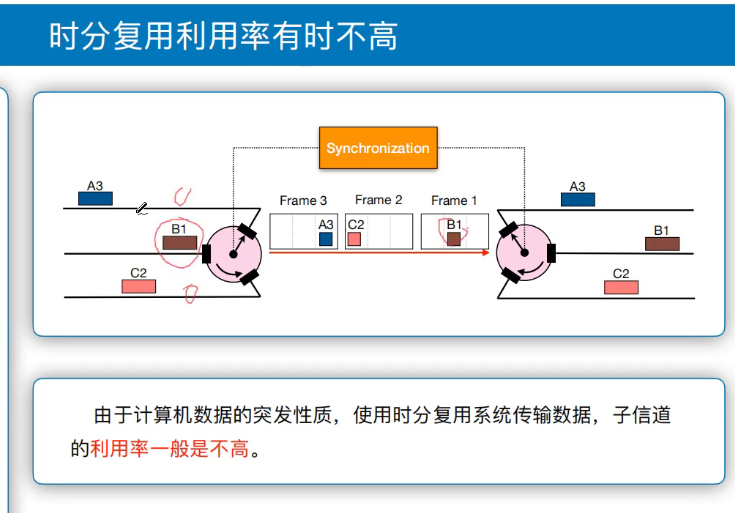 时分复用利用率有时不高
Synchronization
A3
B1
C2
Frame 3 Frame 2 Frame 1
A3 C2 B1
A3
B1
C2
由于计算机数据的突发性质，使用时分复用系统传输数据，子信道
的利用率一般是不高。